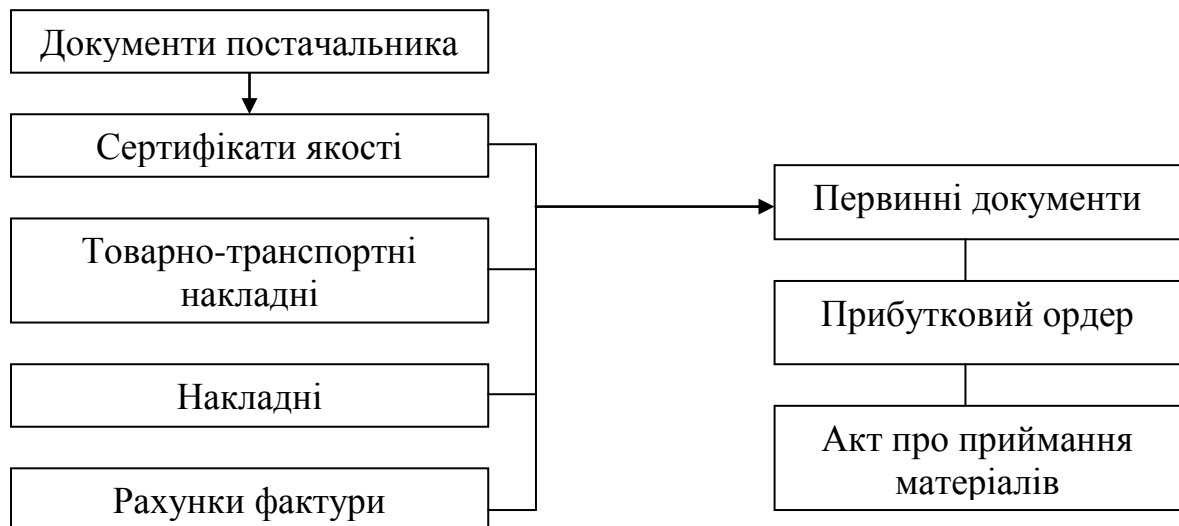 Документи постачальника
Сертифікати якості
Товарно-транспортні
накладні
Накладні
Рахунки фактури
Первинні документи
Прибутковий ордер
Акт про приймання
матеріалів